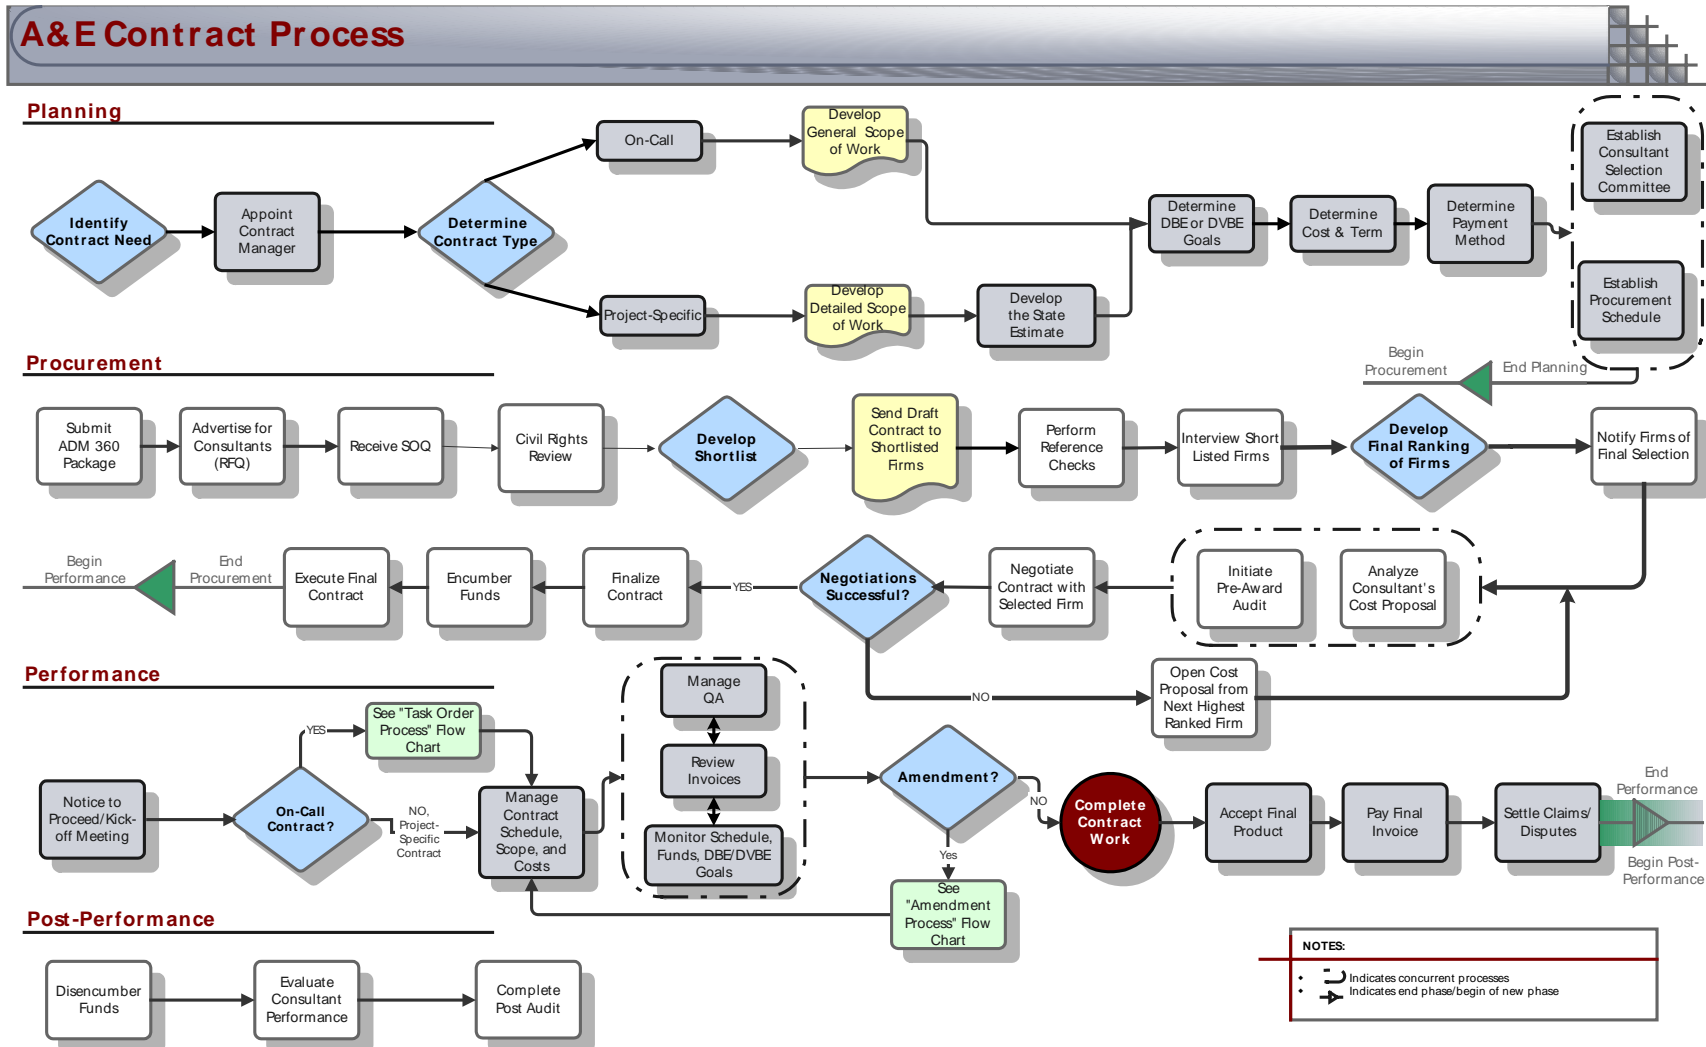 A&E Contract Process
Planning
Identify
Contract Need
Appoint
Contract
Manager
Determine
Contract Type
On-Call
Develop
General Scope
of Work
Project-Specific
Develop
Detailed Scope
of Work
Develop
the State
Estimate
Determine
DBE or DVBE
Goals
Determine
Cost & Term
Determine
Payment
Method
Establish
Consultant
Selection
Committee
Establish
Procurement
Schedule
Begin
Procurement
End Planning
Procurement
Submit
ADM 360
Package
Advertise for
Consultants
(RFQ)
Receive SOQ
Civil Rights
Review
Develop
Shortlist
Send Draft
Contract to
Shortlisted
Firms
Perform
Reference
Checks
Interview Short
Listed Firms
Develop
Final Ranking
of Firms
Notify Firms of
Final Selection
Begin
Performance
End
Procurement
Execute Final
Contract
Encumber
Funds
Finalize
Contract
YES
Negotiations
Successful?
Negotiate
Contract with
Selected Firm
Initiate
Pre-Award
Audit
Analyze
Consultant's
Cost Proposal
NO
Open Cost
Proposal from
Next Highest
Ranked Firm
Performance
Notice to
Proceed/Kick-
off Meeting
On-Call
Contract?
YES
See "Task Order
Process" Flow
Chart
NO,
Project-
Specific
Contract
Manage
Contract
Schedule,
Scope, and
Costs
Manage
QA
Review
Invoices
Monitor Schedule,
Funds, DBE/DVBE
Goals
Amendment?
NO
Yes
See
"Amendment
Process" Flow
Chart
Complete
Contract
Work
Accept Final
Product
Pay Final
Invoice
Settle Claims/
Disputes
End
Performance
Begin Post-
Performance
Post-Performance
Disencumber
Funds
Evaluate
Consultant
Performance
Complete
Post Audit
NOTES:
• Indicates concurrent processes
• Indicates end phase/begin of new phase